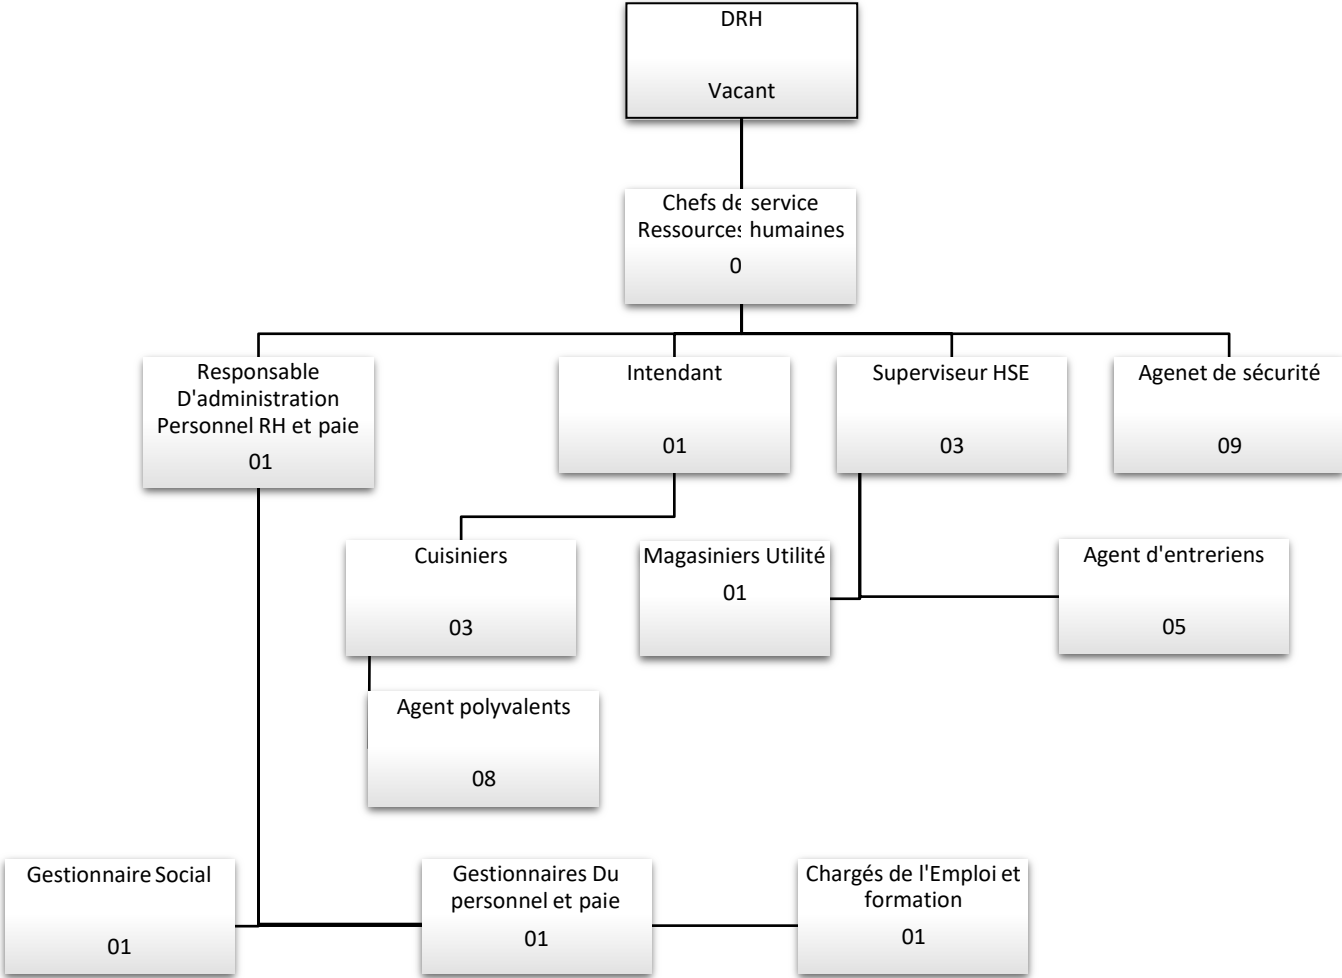 DRH
Vacant
Chefs de service
Ressources humaines
0
Responsable
D'administration
Personnel RH et paie
01
Intendant
01
Superviseur HSE
03
Agenet de sécurité
09
Cuisiniers
03
Magasiniers Utilité
01
Agent d'entreriens
05
Agent polyvalents
08
Gestionnaire Social
01
Gestionnaires Du
personnel et paie
01
Chargés de l'Emploi et
formation
01